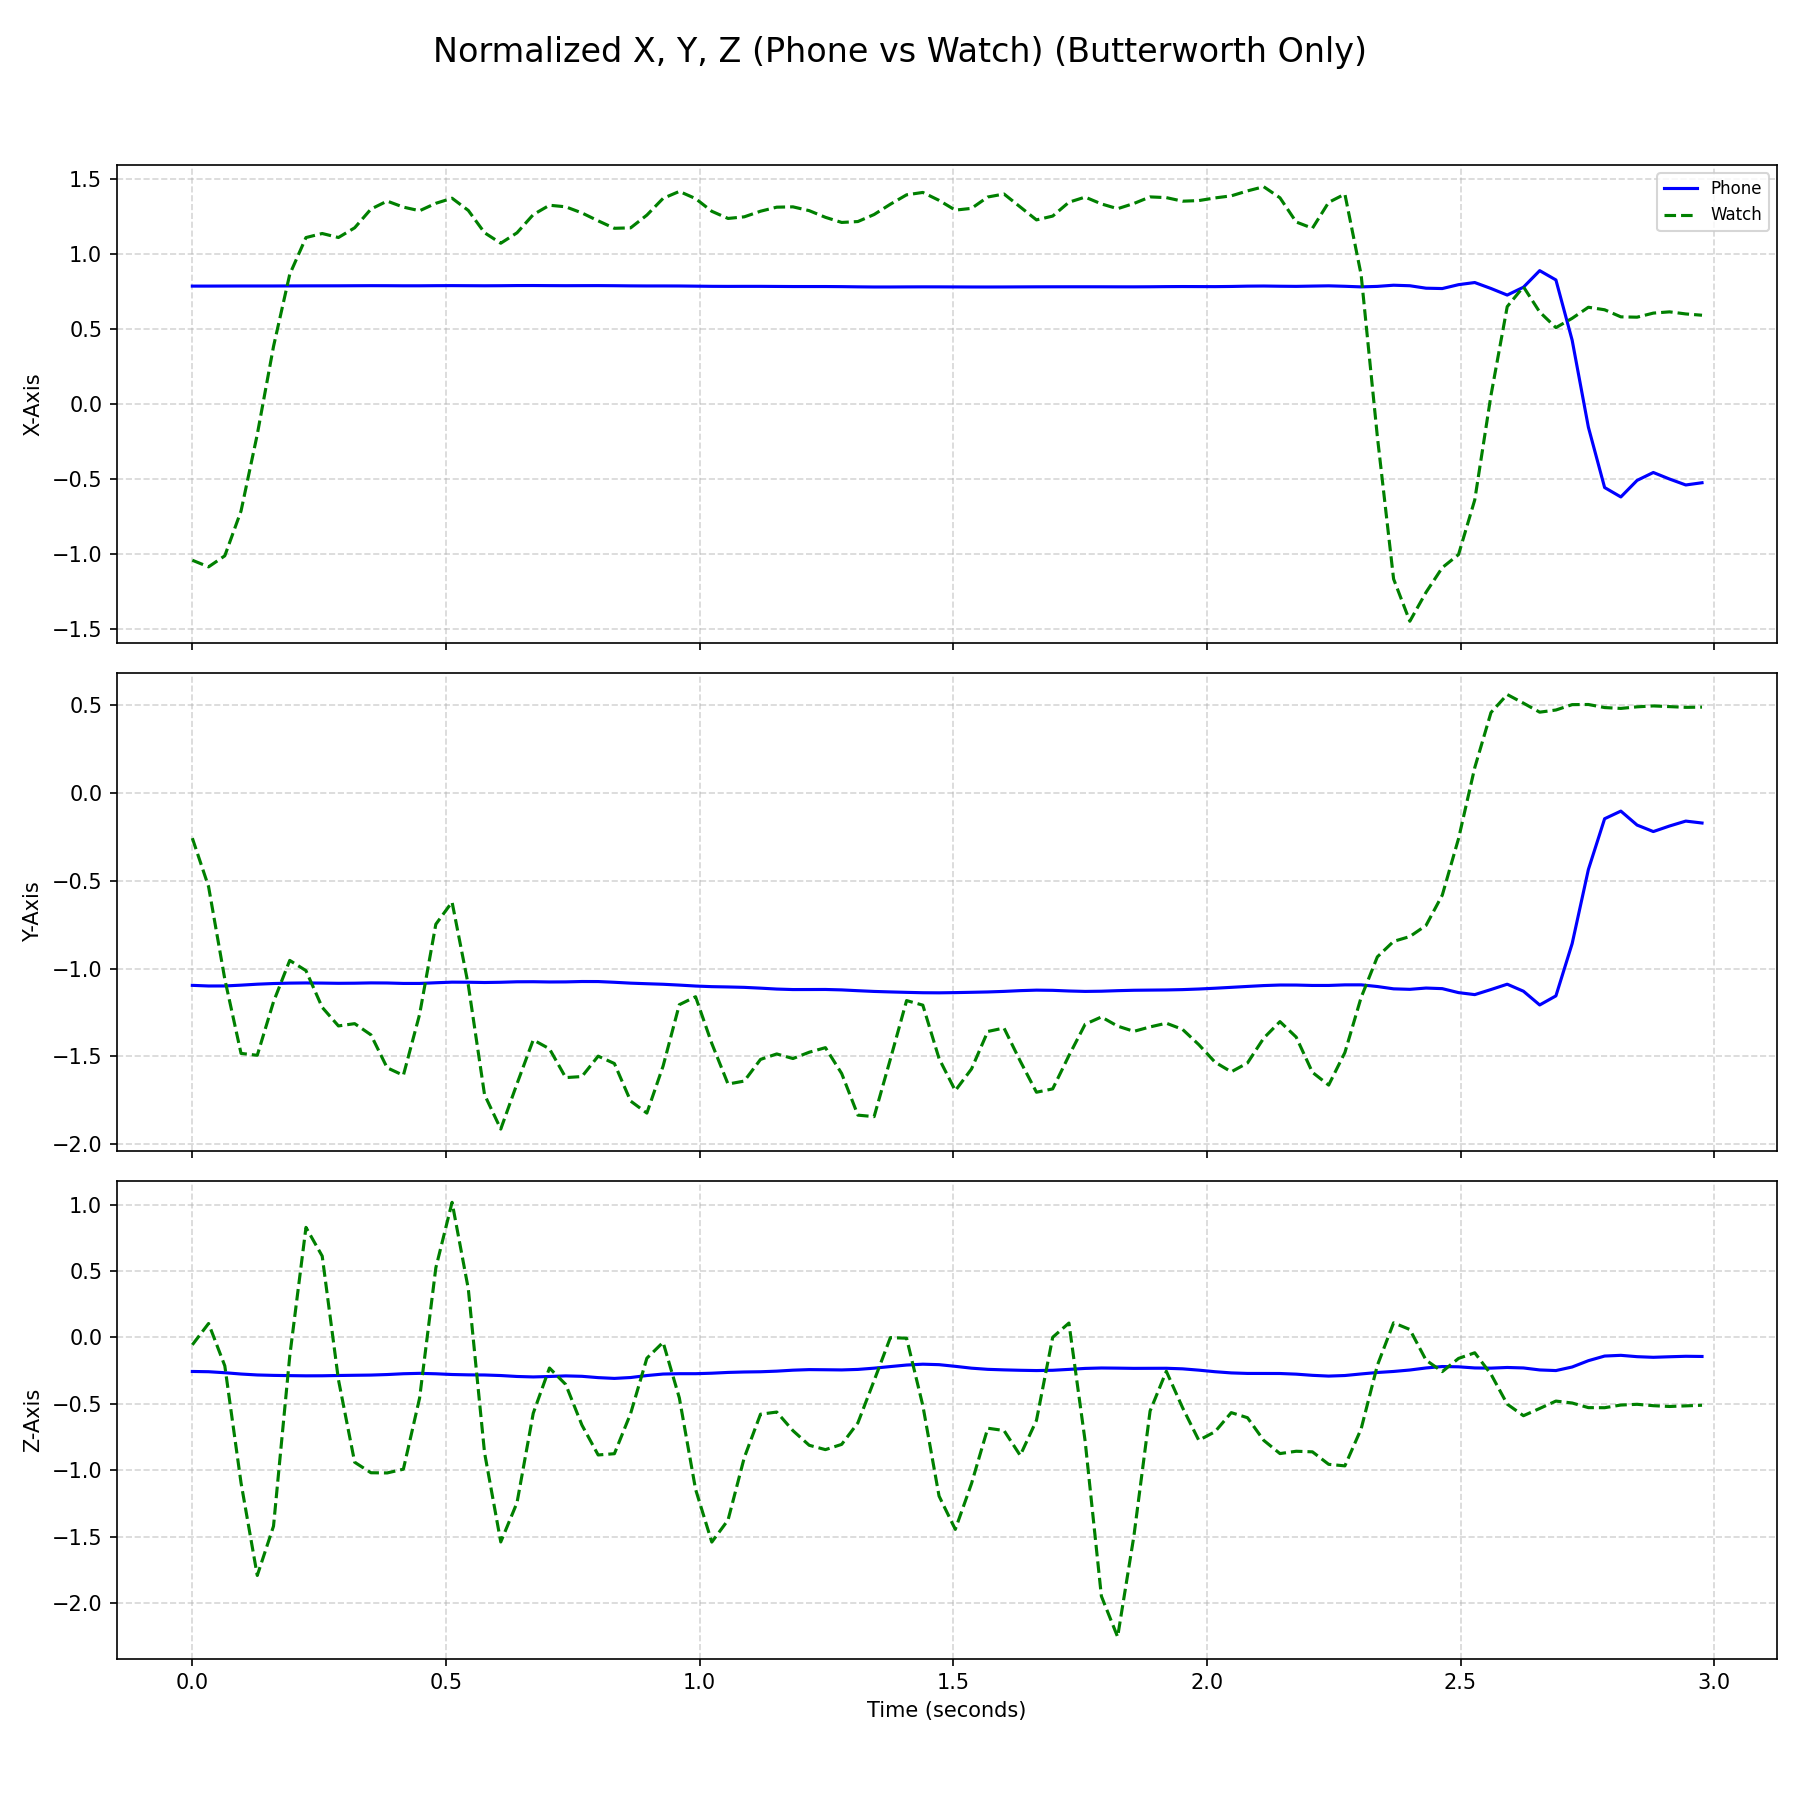 Normalized X, Y, Z (Phone vs Watch) (Butterworth Only)
Phone
Watch
X-Axis
1.5
1.0
0.5
0.0
−0.5
−1.0
−1.5
Y-Axis
0.5
0.0
−0.5
−1.0
−1.5
−2.0
Z-Axis
1.0
0.5
0.0
−0.5
−1.0
−1.5
−2.0
0.0 0.5 1.0 1.5 2.0 2.5 3.0
Time (seconds)